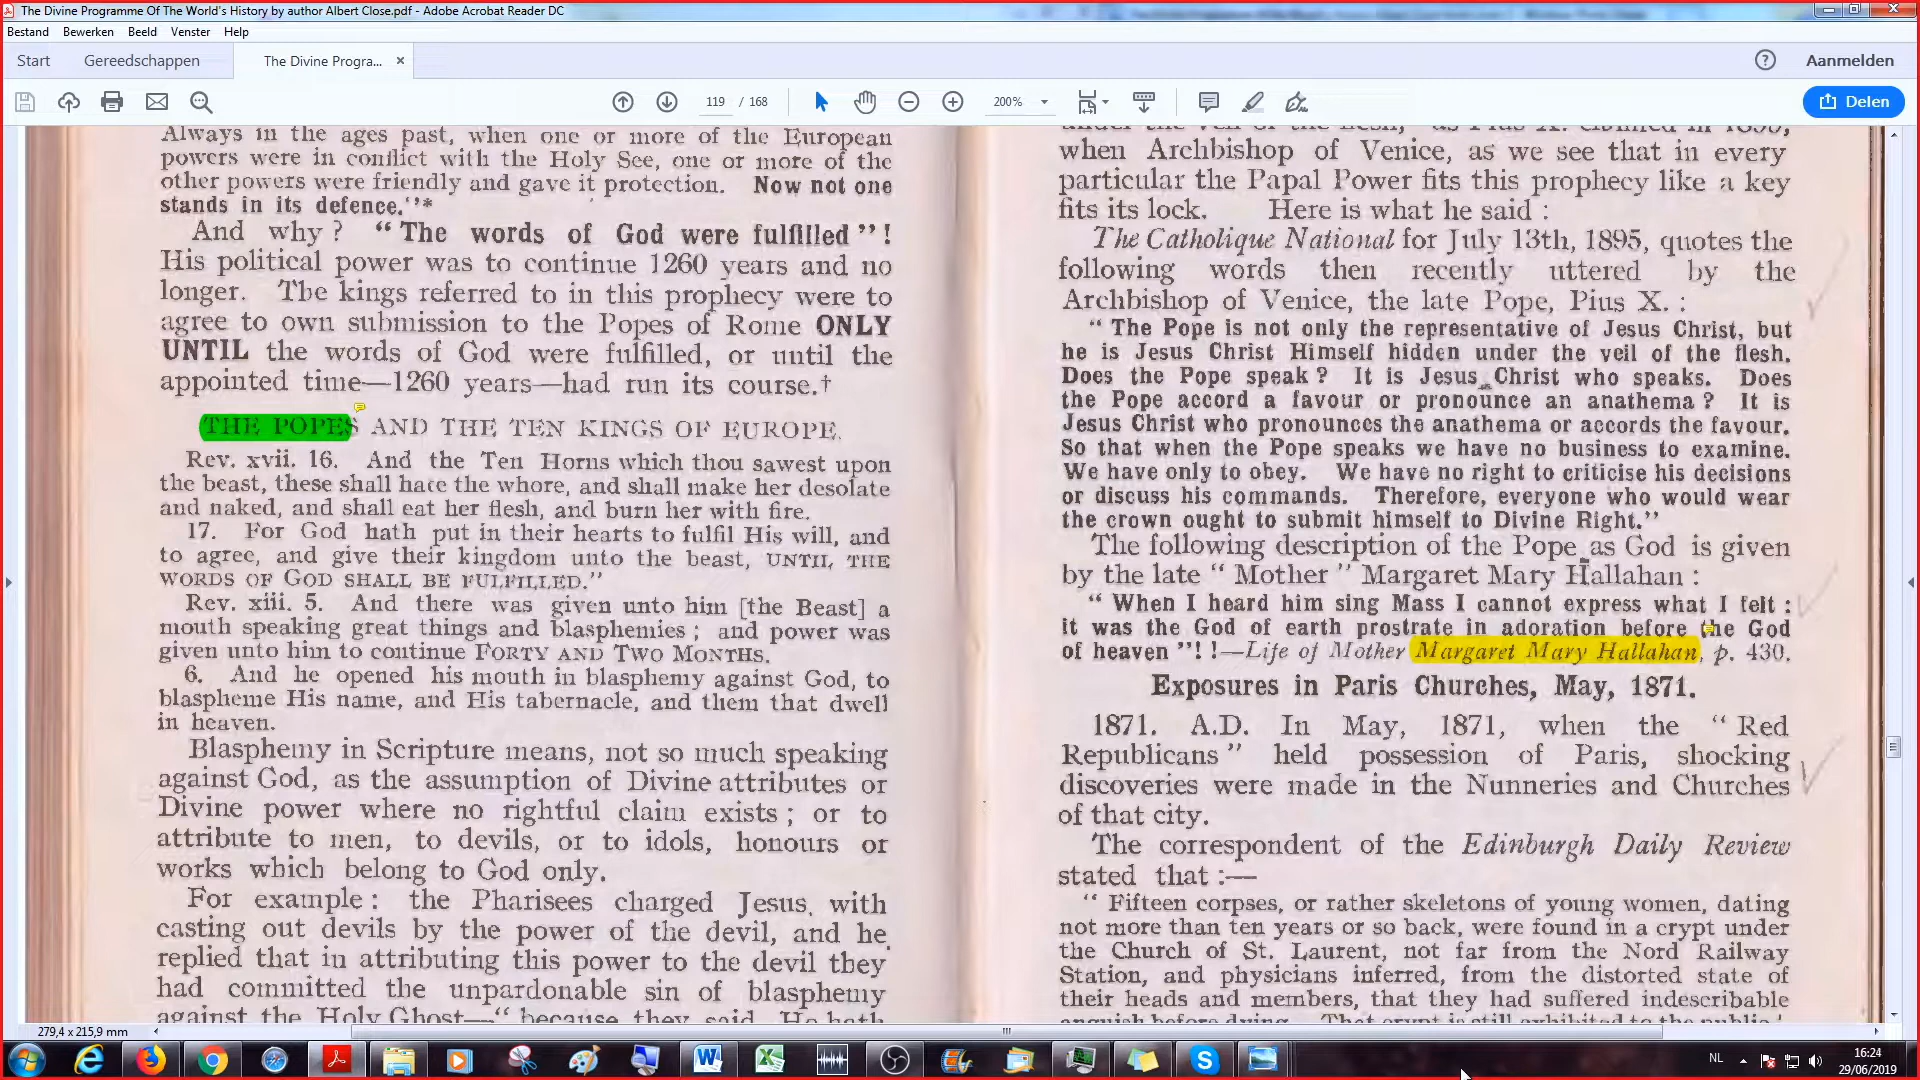 The Divine Programme Of The World's History by author Albert Close.pdf - Adobe Acrobat Reader DC
Bestand Bewerken Beeld Venster Help
Start Gereedschappen The Divine Progra... Aanmelden
119 / 168 200% Delen
Always in the ages past, when one or more of the European
powers were in conflict with the Holy See, one or more of the
other powers were friendly and gave it protection. Now not one
stands in its defence."*
And why? "The words of God were fulfilled"!
His political power was to continue 1260 years and no
longer. The kings referred to in this prophecy were to
agree to own submission to the Popes of Rome ONLY
UNTIL the words of God were fulfilled, or until the
appointed time—1260 years—had run its course.†
THE POPES AND THE TEN KINGS OF EUROPE.
Rev. xvii. 16. And the Ten Horns which thou sawest upon
the beast, these shall hate the whore, and shall make her desolate
and naked, and shall eat her flesh, and burn her with fire.
17. For God hath put in their hearts to fulfil His will, and
to agree, and give their kingdom unto the beast, UNTIL THE
WORDS OF GOD SHALL BE FULFILLED."
Rev. xiii. 5. And there was given unto him [the Beast] a
mouth speaking great things and blasphemies; and power was
given unto him to continue FORTY AND TWO MONTHS.
6. And he opened his mouth in blasphemy against God, to
blaspheme His name, and His tabernacle, and them that dwell
in heaven.
Blasphemy in Scripture means, not so much speaking
against God, as the assumption of Divine attributes or
Divine power where no rightful claim exists; or to
attribute to men, to devils, or to idols, honours or
works which belong to God only.
For example: the Pharisees charged Jesus with
casting out devils by the power of the devil, and he
replied that in attributing this power to the devil they
had committed the unpardonable sin of blasphemy
against the Holy Ghost—"because they said, He hath
under the veil of the flesh," as Pius X. claimed in 1895,
when Archbishop of Venice, as we see that in every
particular the Papal Power fits this prophecy like a key
fits its lock. Here is what he said:
The Catholique National for July 13th, 1895, quotes the
following words then recently uttered by the
Archbishop of Venice, the late Pope, Pius X.:
"The Pope is not only the representative of Jesus Christ, but
he is Jesus Christ Himself hidden under the veil of the flesh.
Does the Pope speak? It is Jesus Christ who speaks. Does
the Pope accord a favour or pronounce an anathema? It is
Jesus Christ who pronounces the anathema or accords the favour.
So that when the Pope speaks we have no business to examine.
We have only to obey. We have no right to criticise his decisions
or discuss his commands. Therefore, everyone who would wear
the crown ought to submit himself to Divine Right."
The following description of the Pope as God is given
by the late "Mother" Margaret Mary Hallahan:
"When I heard him sing Mass I cannot express what I felt:
it was the God of earth prostrate in adoration before the God
of heaven"!!—Life of Mother Margaret Mary Hallahan, p. 430.
Exposures in Paris Churches, May, 1871.
1871. A.D. In May, 1871, when the "Red
Republicans" held possession of Paris, shocking
discoveries were made in the Nunneries and Churches
of that city.
The correspondent of the Edinburgh Daily Review
stated that:—
"Fifteen corpses, or rather skeletons of young women, dating
not more than ten years or so back, were found in a crypt under
the Church of St. Laurent, not far from the Nord Railway
Station, and physicians inferred, from the distorted state of
their heads and members, that they had suffered indescribable
anguish before dying. That crypt is still exhibited to the public.
279,4 x 215,9 mm
NL
16:24
29/06/2019